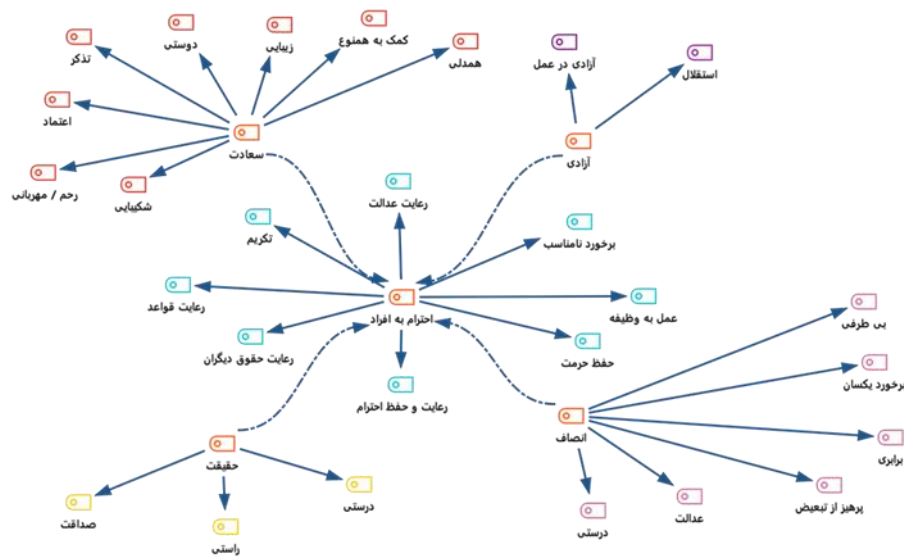 کمک به همنوع
زیبایی
دوستی
تذکر
همدلی
آزادی در عمل
استقلال
اعتماد
سعادت
آزادی
رحم / مهربانی
شکیبایی
رعایت عدالت
تکریم
برخورد نامناسب
رعایت قواعد
احترام به افراد
عمل به وظیفه
بی طرفی
رعایت حقوق دیگران
حفظ حرمت
برخورد یکسان
رعایت و حفظ احترام
انصاف
برابری
حقیقت
درستی
صداقت
راستی
پرهیز از تبعیض
عدالت
درستی